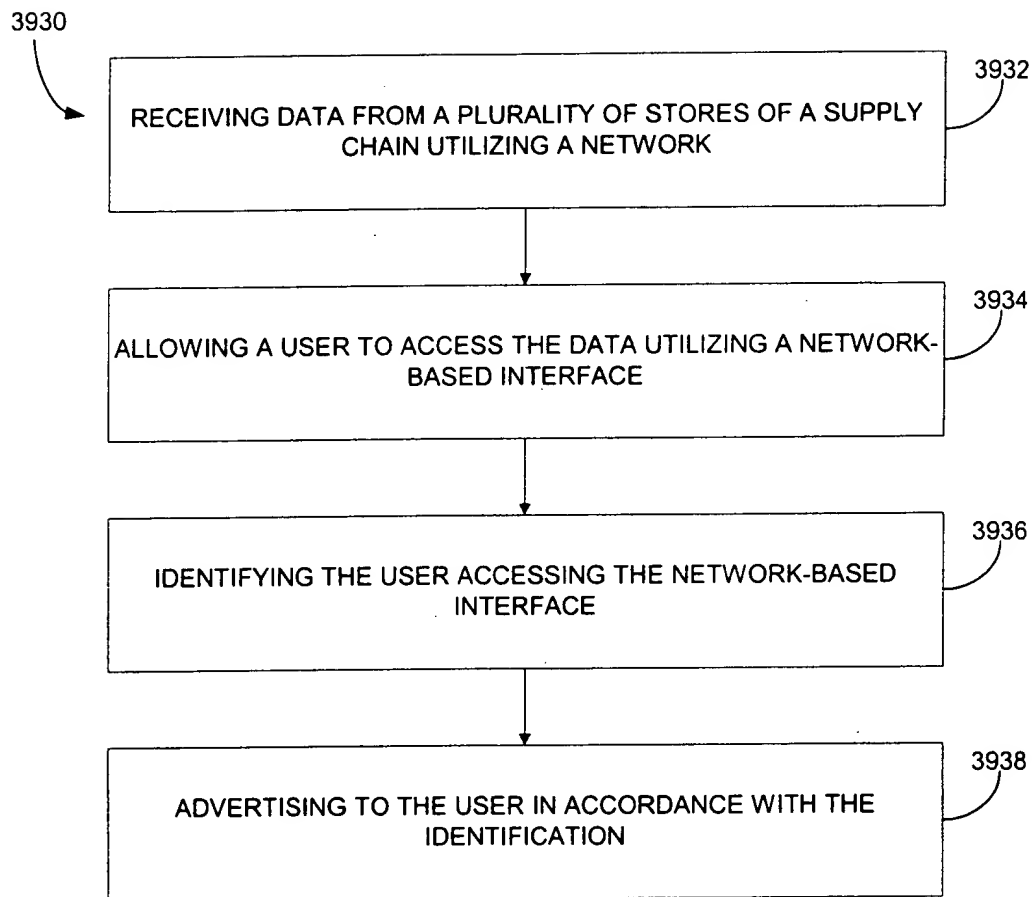 3930
3932
RECEIVING DATA FROM A PLURALITY OF STORES OF A SUPPLY
CHAIN UTILIZING A NETWORK
3934
ALLOWING A USER TO ACCESS THE DATA UTILIZING A NETWORK-
BASED INTERFACE
3936
IDENTIFYING THE USER ACCESSING THE NETWORK-BASED
INTERFACE
3938
ADVERTISING TO THE USER IN ACCORDANCE WITH THE
IDENTIFICATION